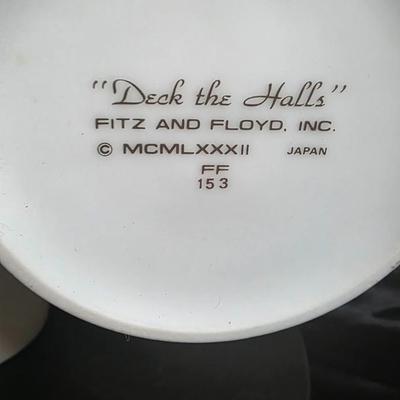 "Deck the Halls"
FITZ AND FLOYD, INC.
© MCMLXXXII JAPAN
FF
153